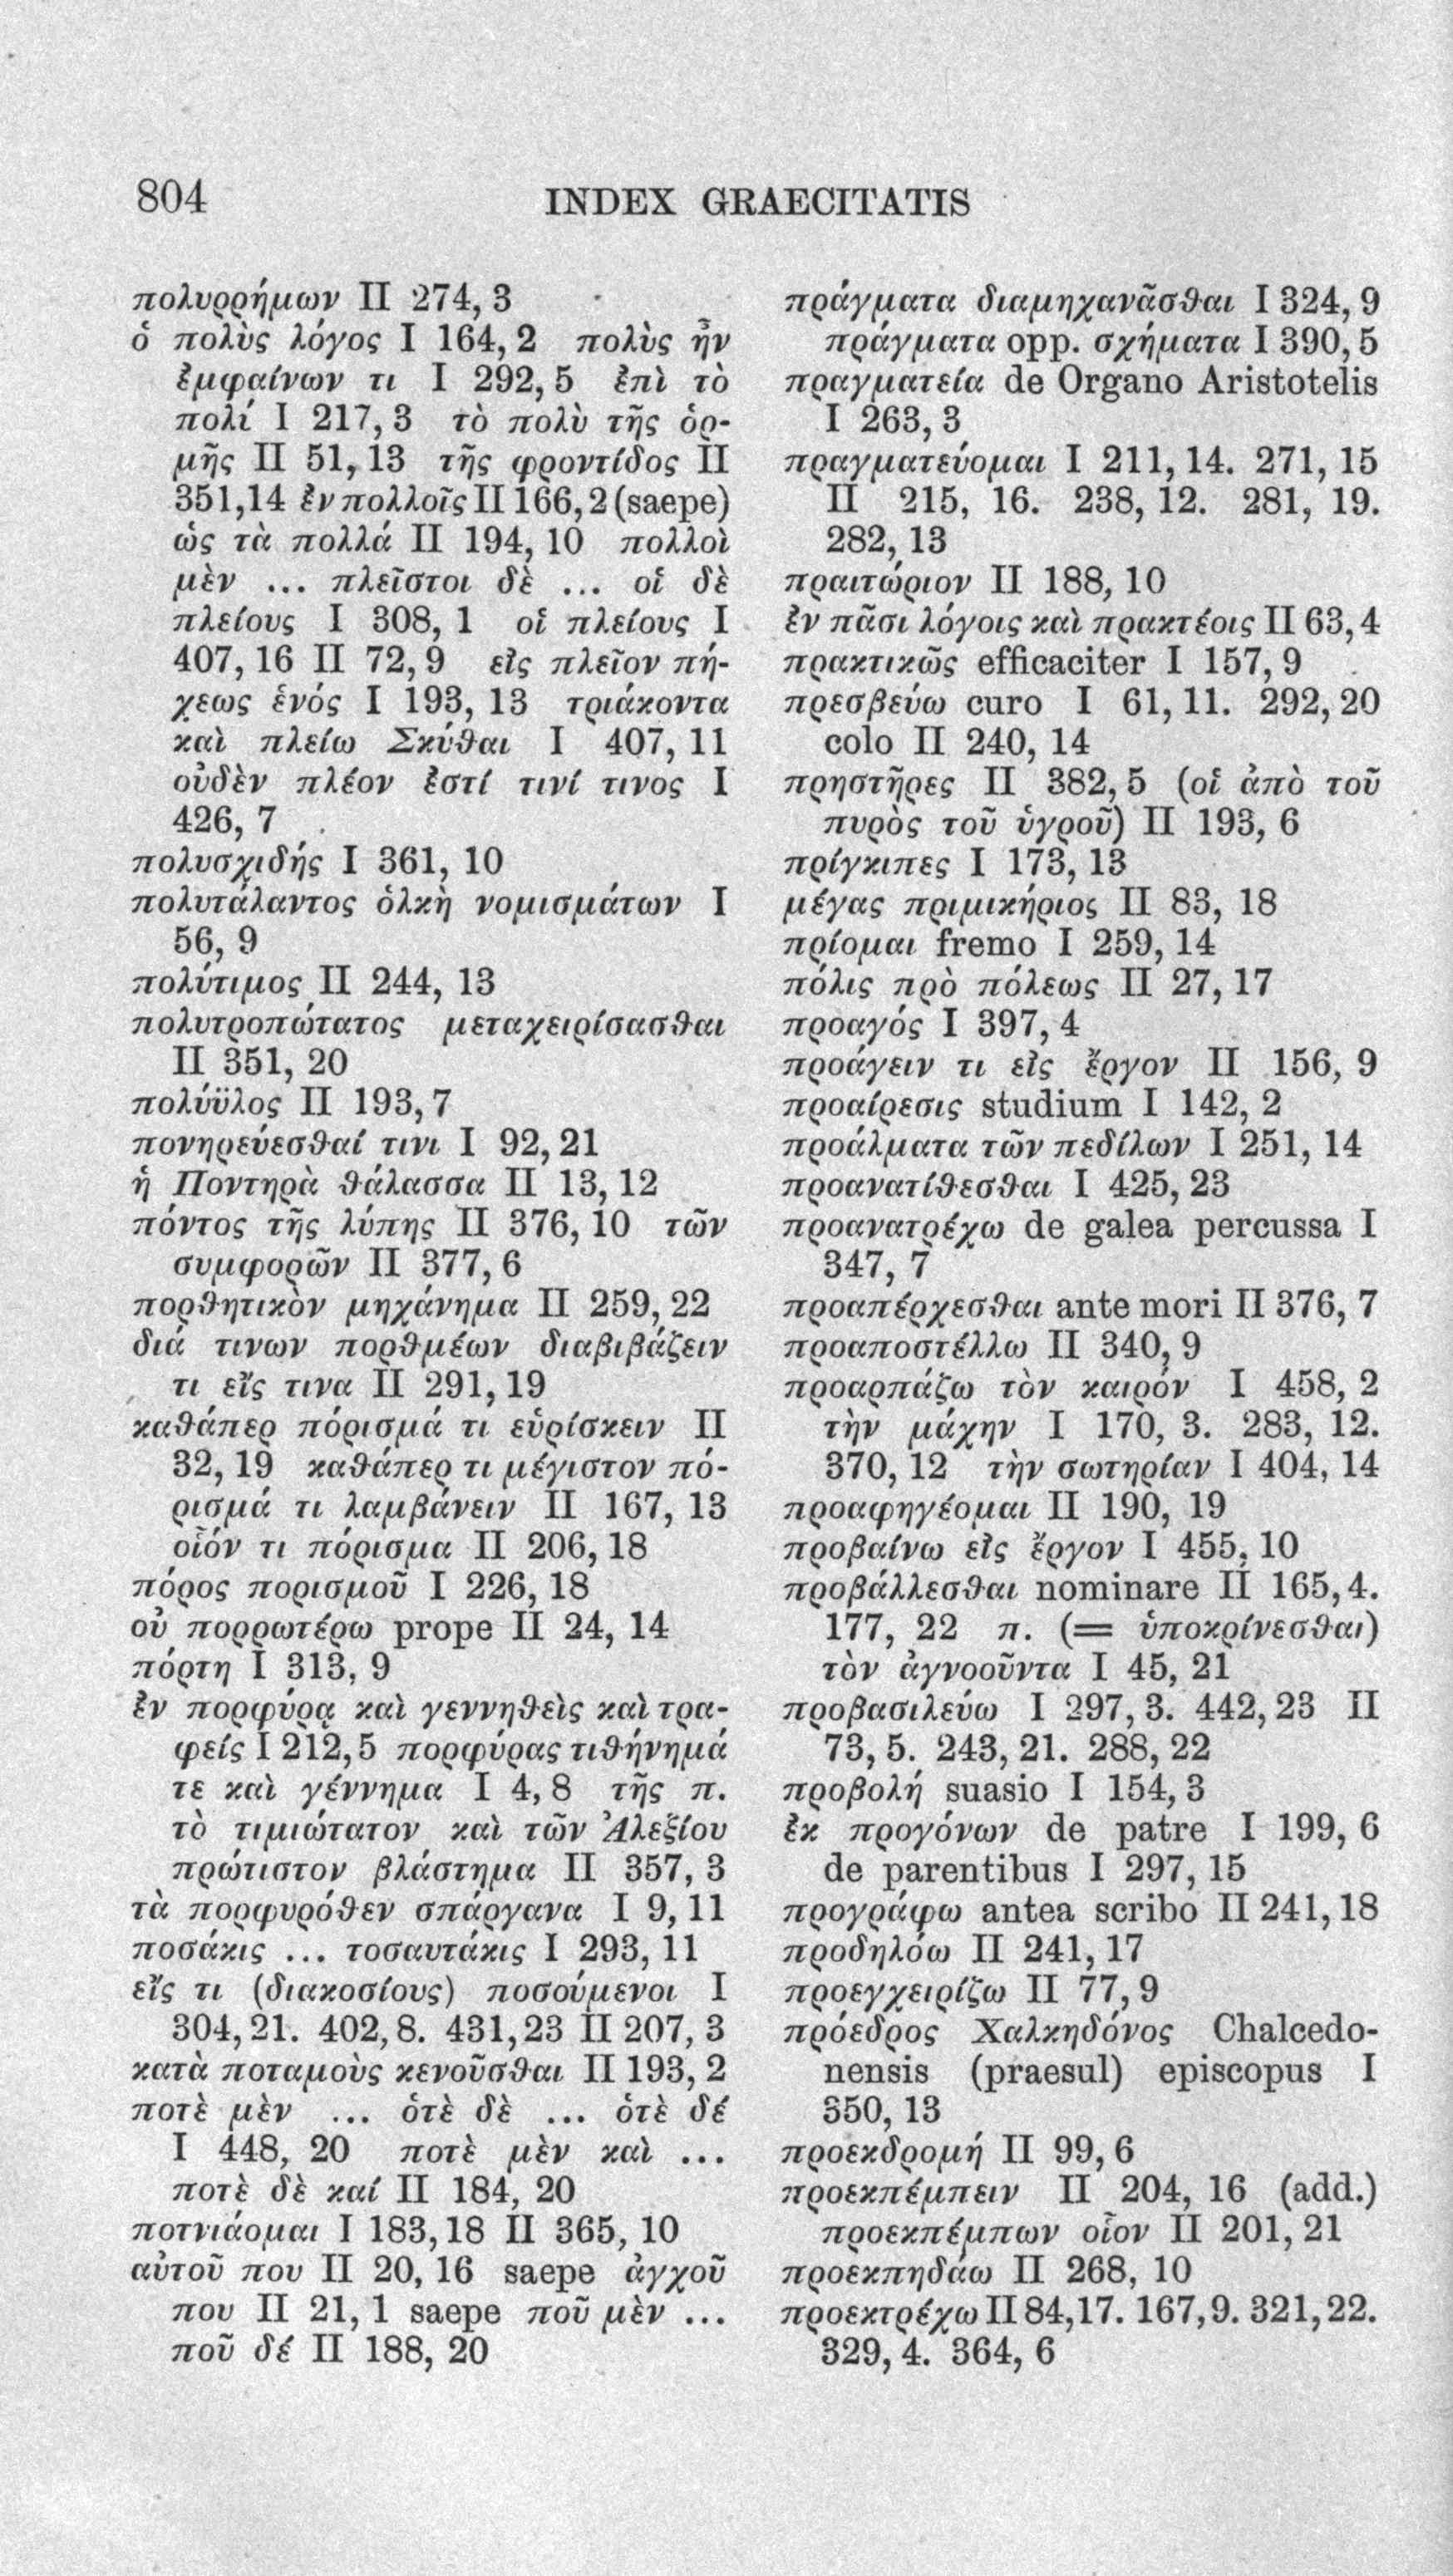 804
INDEX GRAECITATIS
πολυρρήμων II 274, 3
ὁ πολὺς λόγος I 164, 2 πολὺς ἦν
ἐμφαίνων τι I 292, 5 ἐπὶ τὸ
πολύ I 217, 3 τὸ πολὺ τῆς ὁρ-
μῆς II 51, 13 τῆς φροντίδος II
351,14 ἐν πολλοῖς II 166, 2 (saepe)
ὡς τὰ πολλά II 194, 10 πολλοὶ
μὲν ... πλεῖστοι δὲ ... οἱ δὲ
πλείους I 308, 1 οἱ πλείους I
407, 16 II 72, 9 εἰς πλεῖον πή-
χεως ἑνός I 193, 13 τριάκοντα
καὶ πλείω Σκύθαι I 407, 11
οὐδὲν πλέον ἐστί τινί τινος I
426, 7
πολυσχιδής I 361, 10
πολυτάλαντος ὁλκὴ νομισμάτων I
56, 9
πολύτιμος II 244, 13
πολυτροπώτατος μεταχειρίσασθαι
II 351, 20
πολύϋλος II 193, 7
πονηρεύεσθαί τινι I 92, 21
ἡ Ποντηρὰ θάλασσα II 13, 12
πόντος τῆς λύπης II 376, 10 τῶν
συμφορῶν II 377, 6
πορθητικὸν μηχάνημα II 259, 22
διά τινων πορθμέων διαβιβάζειν
τι εἴς τινα II 291, 19
καθάπερ πόρισμά τι εὑρίσκειν II
32, 19 καθάπερ τι μέγιστον πό-
ρισμά τι λαμβάνειν II 167, 13
οἷόν τι πόρισμα II 206, 18
πόρος πορισμοῦ I 226, 18
οὐ πορρωτέρω prope II 24, 14
πόρτη I 313, 9
ἐν πορφύρᾳ καὶ γεννηθεὶς καὶ τρα-
φείς I 212, 5 πορφύρας τιθήνημά
τε καὶ γέννημα I 4, 8 τῆς π.
τὸ τιμιώτατον καὶ τῶν Ἀλεξίου
πρώτιστον βλάστημα II 357, 3
τὰ πορφυρόθεν σπάργανα I 9, 11
ποσάκις ... τοσαυτάκις I 293, 11
εἴς τι (διακοσίους) ποσούμενοι I
304, 21. 402, 8. 431, 23 II 207, 3
κατὰ ποταμοὺς κενοῦσθαι II 193, 2
ποτὲ μὲν ... ὁτὲ δὲ ... ὁτὲ δέ
I 448, 20 ποτὲ μὲν καὶ ...
ποτὲ δὲ καί II 184, 20
ποτνιάομαι I 183, 18 II 365, 10
αὐτοῦ που II 20, 16 saepe ἀγχοῦ
που II 21, 1 saepe ποῦ μὲν ...
ποῦ δέ II 188, 20
πράγματα διαμηχανᾶσθαι I 324, 9
πράγματα opp. σχήματα I 390, 5
πραγματεία de Organo Aristotelis
I 263, 3
πραγματεύομαι I 211, 14. 271, 15
II 215, 16. 238, 12. 281, 19.
282, 13
πραιτώριον II 188, 10
ἐν πᾶσι λόγοις καὶ πρακτέοις II 63, 4
πρακτικῶς efficaciter I 157, 9
πρεσβεύω curo I 61, 11. 292, 20
colo II 240, 14
πρηστῆρες II 382, 5 (οἱ ἀπὸ τοῦ
πυρὸς τοῦ ὑγροῦ) II 193, 6
πρίγκιπες I 173, 13
μέγας πριμικήριος II 83, 18
πρίομαι fremo I 259, 14
πόλις πρὸ πόλεως II 27, 17
προαγός I 397, 4
προάγειν τι εἰς ἔργον II 156, 9
προαίρεσις studium I 142, 2
προάλματα τῶν πεδίλων I 251, 14
προανατίθεσθαι I 425, 23
προανατρέχω de galea percussa I
347, 7
προαπέρχεσθαι ante mori II 376, 7
προαποστέλλω II 340, 9
προαρπάζω τὸν καιρόν I 458, 2
τὴν μάχην I 170, 3. 283, 12.
370, 12 τὴν σωτηρίαν I 404, 14
προαφηγέομαι II 190, 19
προβαίνω εἰς ἔργον I 455, 10
προβάλλεσθαι nominare II 165, 4.
177, 22 π. (= ὑποκρίνεσθαι)
τὸν ἀγνοοῦντα I 45, 21
προβασιλεύω I 297, 3. 442, 23 II
73, 5. 243, 21. 288, 22
προβολή suasio I 154, 3
ἐκ προγόνων de patre I 199, 6
de parentibus I 297, 15
προγράφω antea scribo II 241, 18
προδηλόω II 241, 17
προεγχειρίζω II 77, 9
πρόεδρος Χαλκηδόνος Chalcedo-
nensis (praesul) episcopus I
350, 13
προεκδρομή II 99, 6
προεκπέμπειν II 204, 16 (add.)
προεκπέμπων οἷον II 201, 21
προεκπηδάω II 268, 10
προεκτρέχω II 84, 17. 167, 9. 321, 22.
329, 4. 364, 6